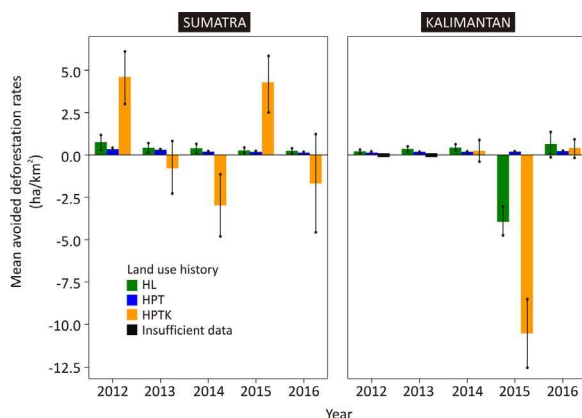 SUMATRA
KALIMANTAN
Mean avoided deforestation rates
(ha/km²)
5.0
2.5
0.0
-2.5
-5.0
-7.5
-10.0
-12.5
Land use history
HL
HPT
HPTK
Insufficient data
2012 2013 2014 2015 2016
2012 2013 2014 2015 2016
Year